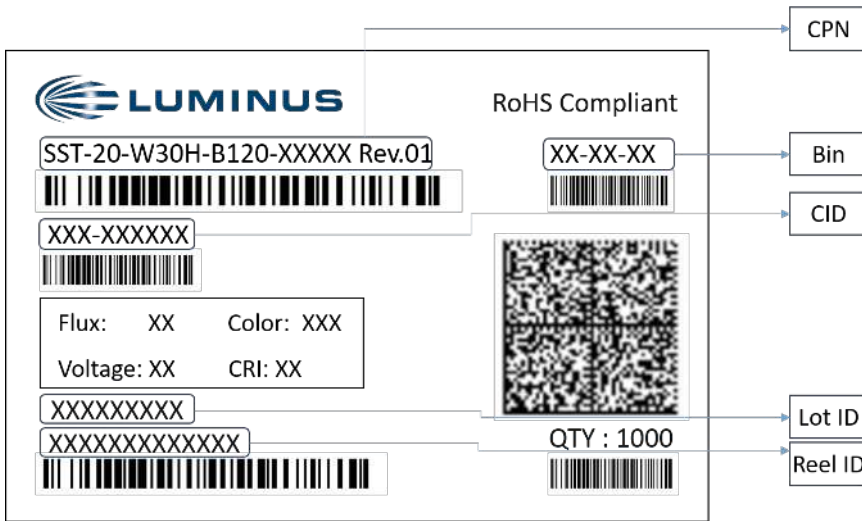 CPN
LUMINUS
RoHS Compliant
SST-20-W30H-B120-XXXXX Rev.01
XX-XX-XX
Bin
CID
XXX-XXXXXX
Flux: XX Color: XXX
Voltage: XX CRI: XX
XXXXXXXXX
Lot ID
XXXXXXXXXXXXX
QTY : 1000
Reel ID